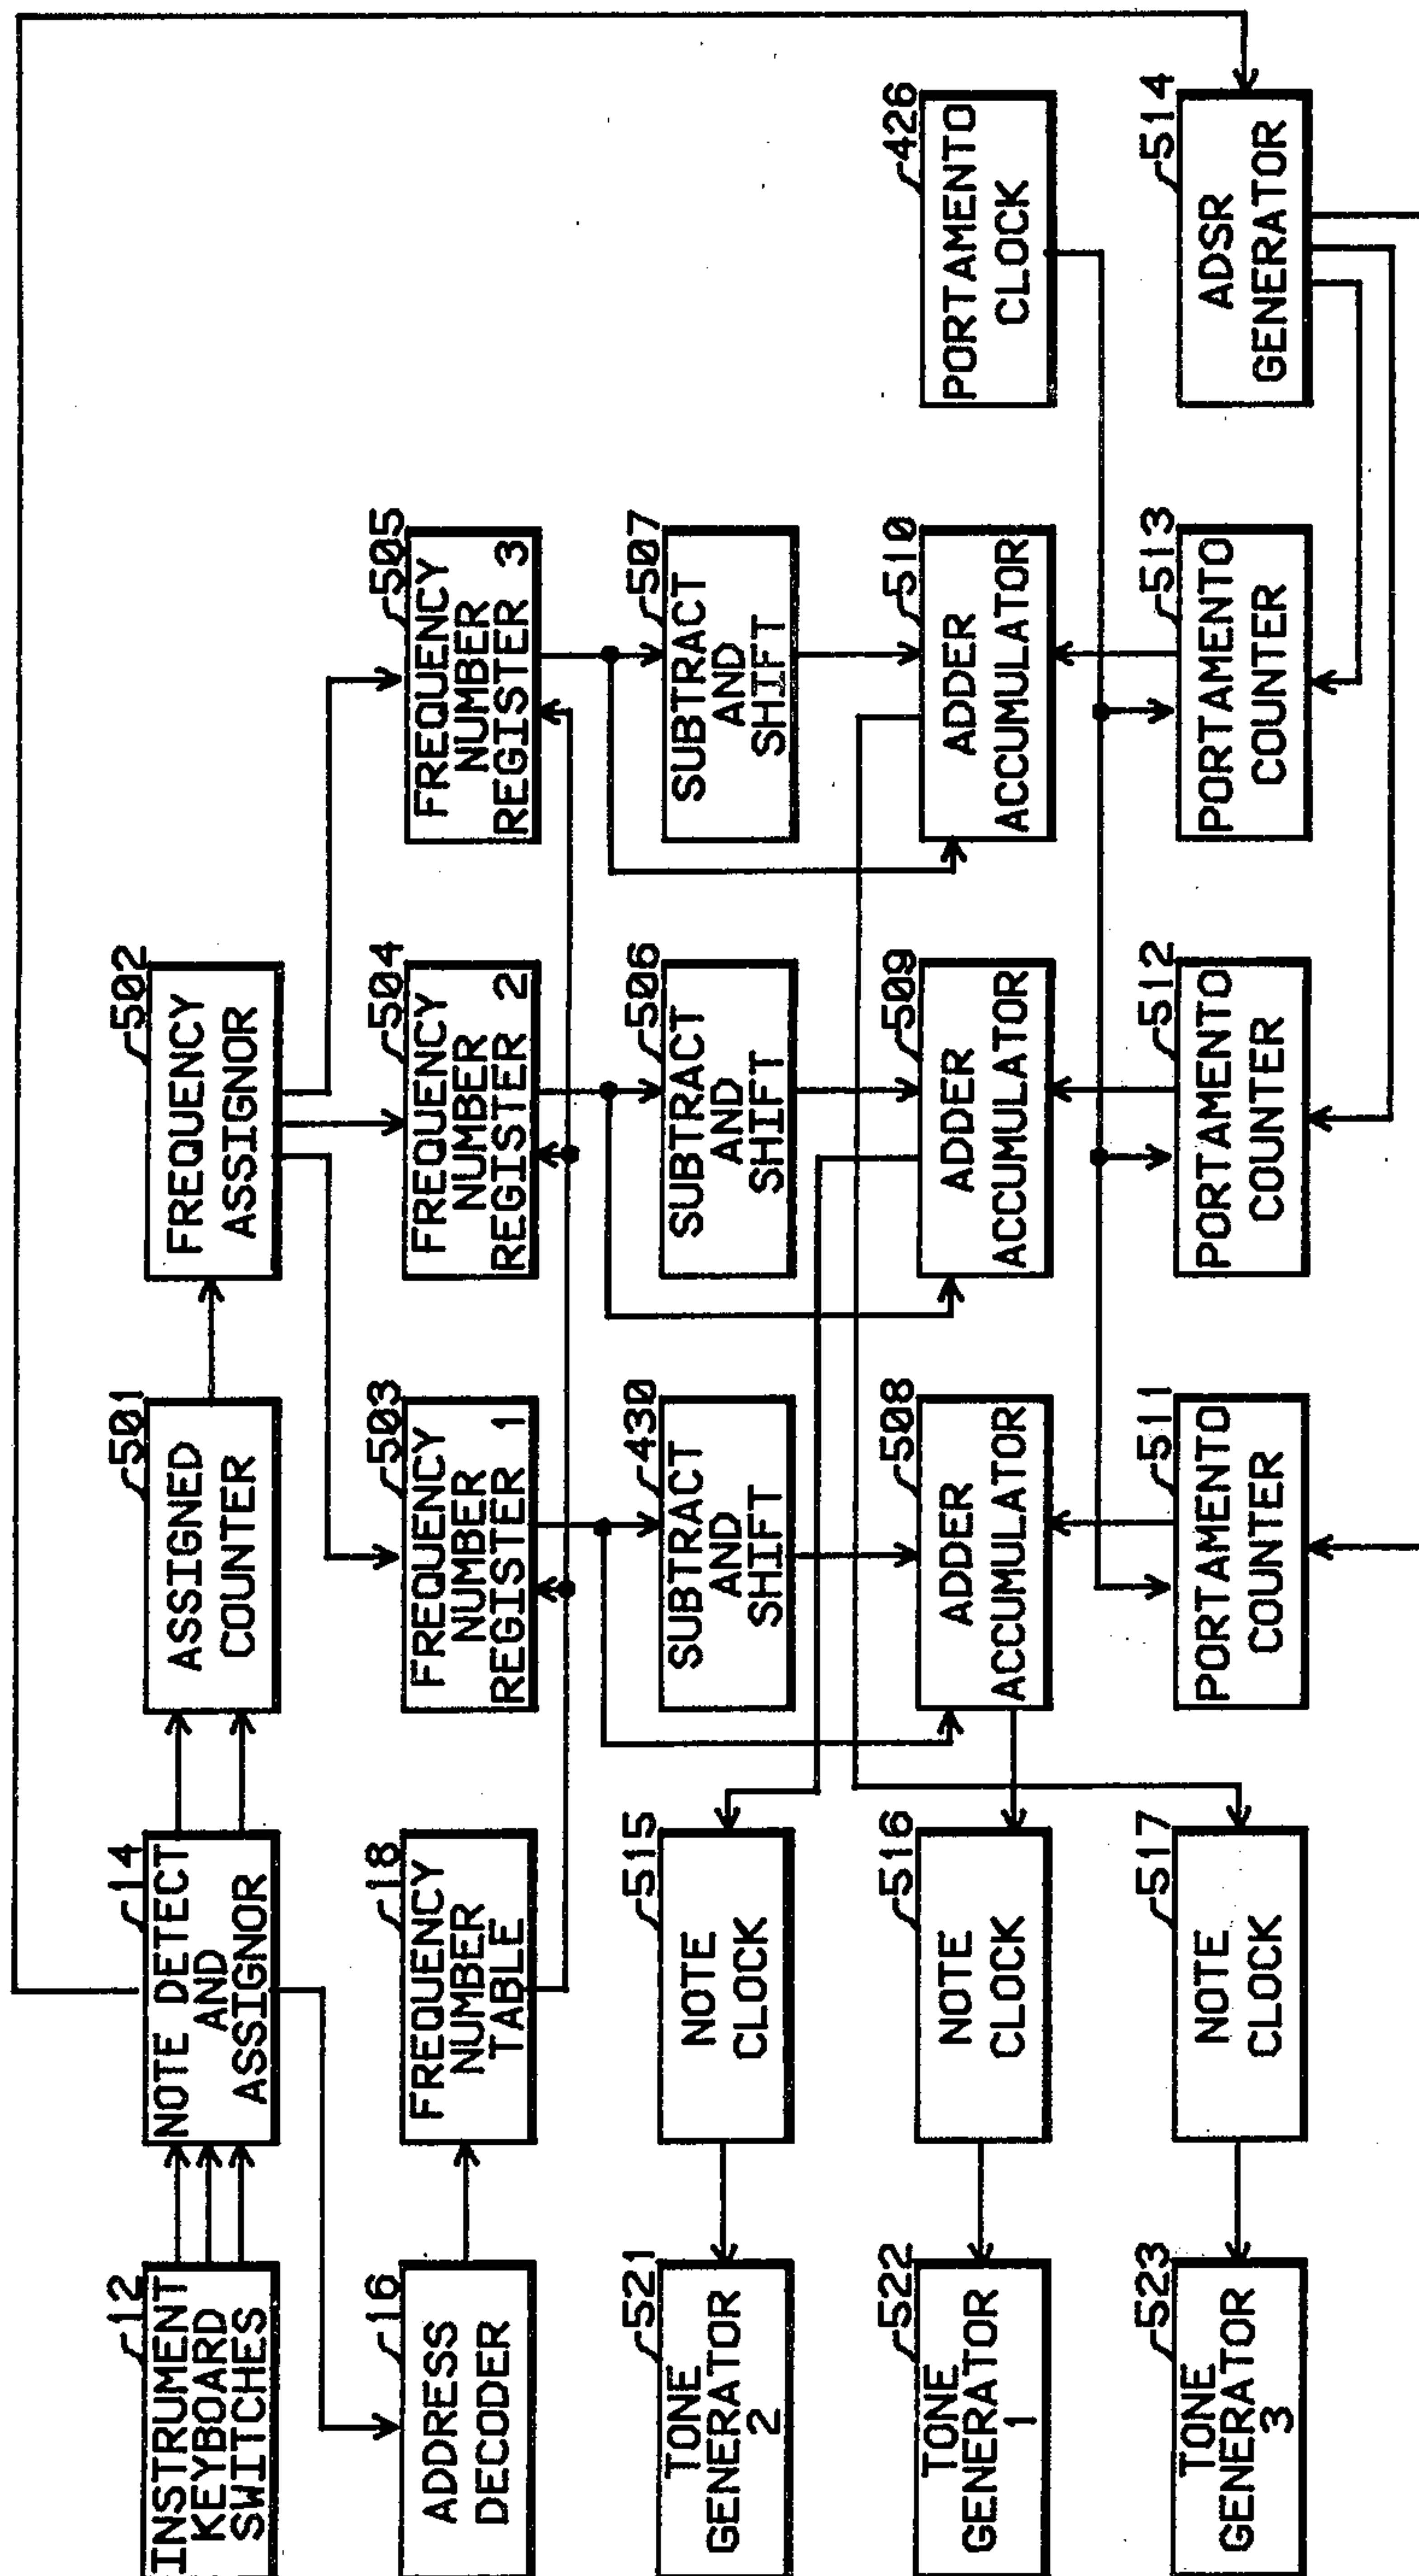 12
INSTRUMENT
KEYBOARD
SWITCHES
14
NOTE DETECT
AND
ASSIGNOR
501
ASSIGNED
COUNTER
502
FREQUENCY
ASSIGNOR
16
ADDRESS
DECODER
18
FREQUENCY
NUMBER
TABLE
503
FREQUENCY
NUMBER
REGISTER 1
504
FREQUENCY
NUMBER
REGISTER 2
505
FREQUENCY
NUMBER
REGISTER 3
521
TONE
GENERATOR
2
515
NOTE
CLOCK
430
SUBTRACT
AND
SHIFT
506
SUBTRACT
AND
SHIFT
507
SUBTRACT
AND
SHIFT
522
TONE
GENERATOR
1
516
NOTE
CLOCK
508
ADDER
ACCUMULATOR
509
ADDER
ACCUMULATOR
510
ADDER
ACCUMULATOR
426
PORTAMENTO
CLOCK
523
TONE
GENERATOR
3
517
NOTE
CLOCK
511
PORTAMENTO
COUNTER
512
PORTAMENTO
COUNTER
513
PORTAMENTO
COUNTER
514
ADSR
GENERATOR